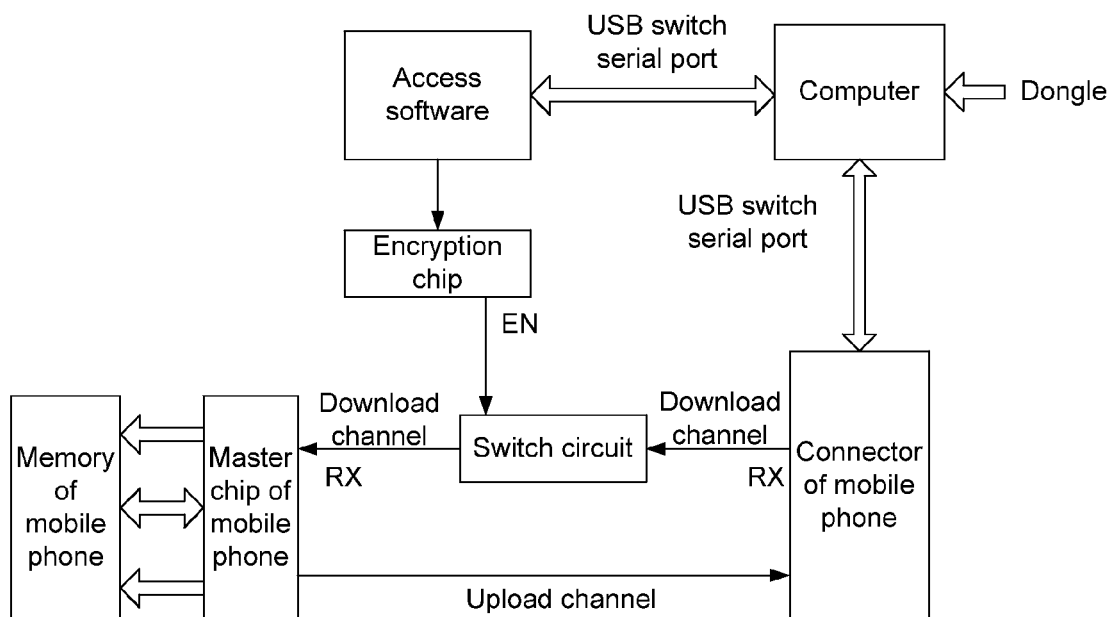 USB switch
serial port
Access
software
Computer
Dongle
USB switch
serial port
Encryption
chip
EN
Download
channel
RX
Switch circuit
Download
channel
RX
Memory
of
mobile
phone
Master
chip of
mobile
phone
Connector
of mobile
phone
Upload channel